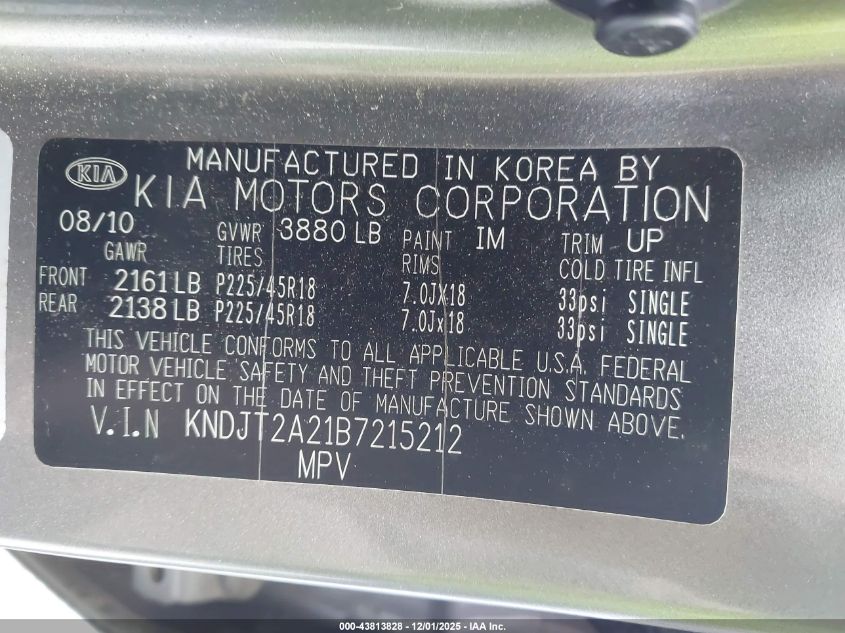 MANUFACTURED IN KOREA BY
KIA KIA MOTORS CORPORATION
08/10 GVWR 3880 LB PAINT IM TRIM UP
GAWR TIRES RIMS COLD TIRE INFL
FRONT 2161 LB P225/45R18 7.0JX18 33psi SINGLE
REAR 2138 LB P225/45R18 7.0Jx18 33psi SINGLE
THIS VEHICLE CONFORMS TO ALL APPLICABLE U.S.A. FEDERAL
MOTOR VEHICLE SAFETY AND THEFT PREVENTION STANDARDS
IN EFFECT ON THE DATE OF MANUFACTURE SHOWN ABOVE.
V.I.N KNDJT2A21B7215212
MPV
000-43813828 - 12/01/2025 - IAA Inc.